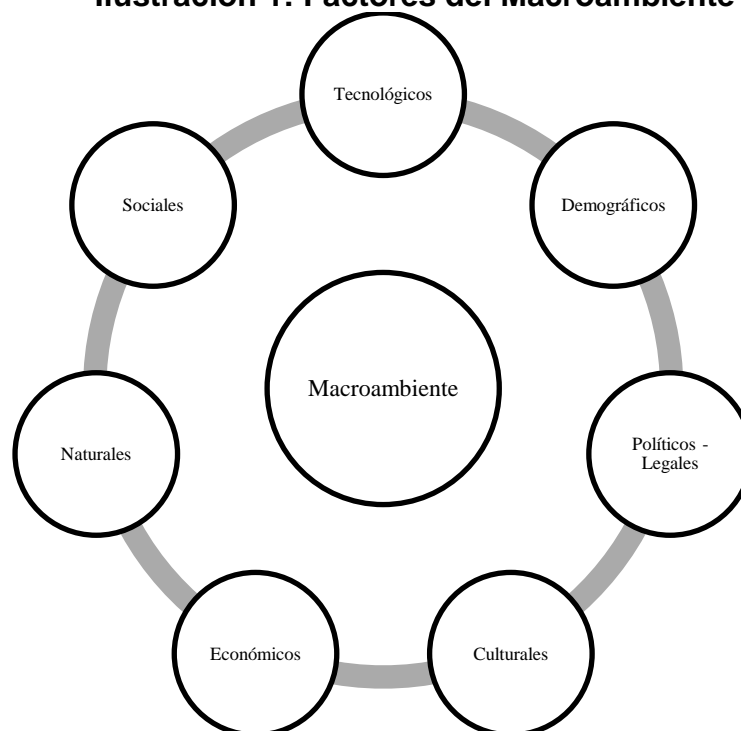 Ilustración 1: Factores del Macroambiente
Tecnológicos
Demográficos
Políticos -
Legales
Culturales
Económicos
Naturales
Sociales
Macroambiente